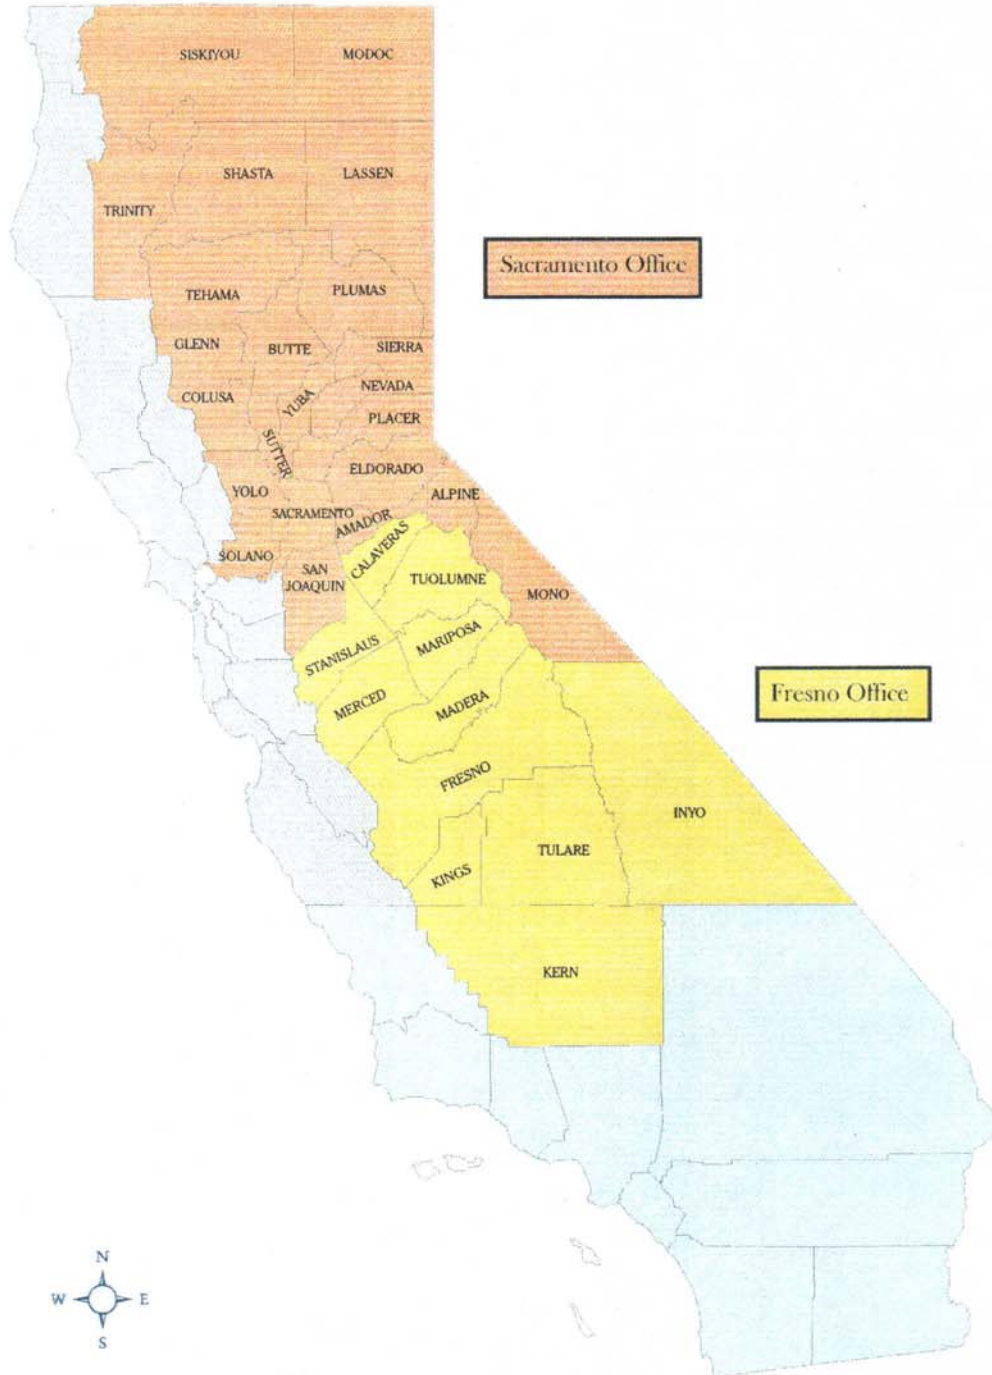 SISKIYOU
MODOC
SHASTA
LASSEN
TRINITY
Sacramento Office
TEHAMA
PLUMAS
GLENN
BUTTE
SIERRA
NEVADA
COLUSA
YUBA
PLACER
SUTTER
ELDORADO
YOLO
ALPINE
SACRAMENTO
AMADOR
CALAVERAS
SOLANO
SAN
JOAQUIN
TUOLUMNE
MONO
STANISLAUS
MARIPOSA
MERCED
MADERA
Fresno Office
FRESNO
INYO
KINGS
TULARE
KERN
N
W
E
S